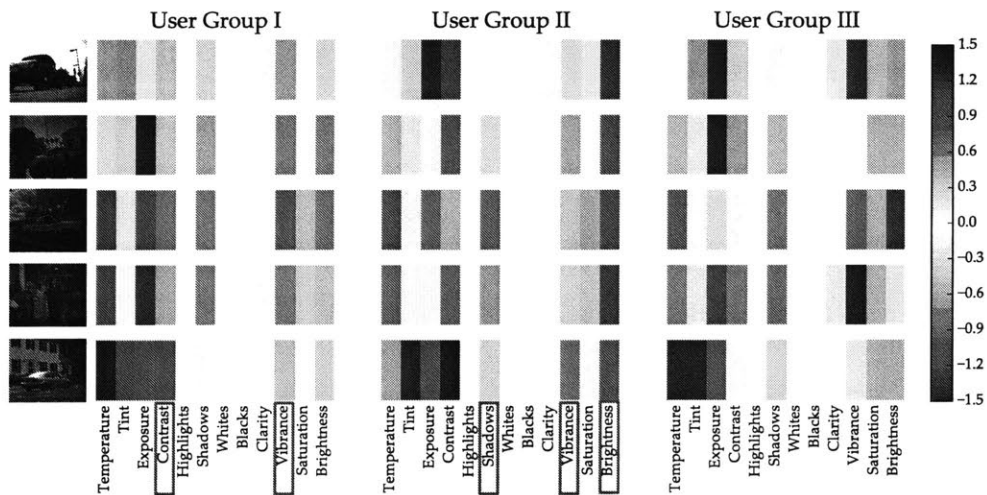 User Group I
User Group II
User Group III
1.5
1.2
0.9
0.6
0.3
0.0
−0.3
−0.6
−0.9
−1.2
−1.5
Temperature
Tint
Exposure
Contrast
Highlights
Shadows
Whites
Blacks
Clarity
Vibrance
Saturation
Brightness
Temperature
Tint
Exposure
Contrast
Highlights
Shadows
Whites
Blacks
Clarity
Vibrance
Saturation
Brightness
Temperature
Tint
Exposure
Contrast
Highlights
Shadows
Whites
Blacks
Clarity
Vibrance
Saturation
Brightness